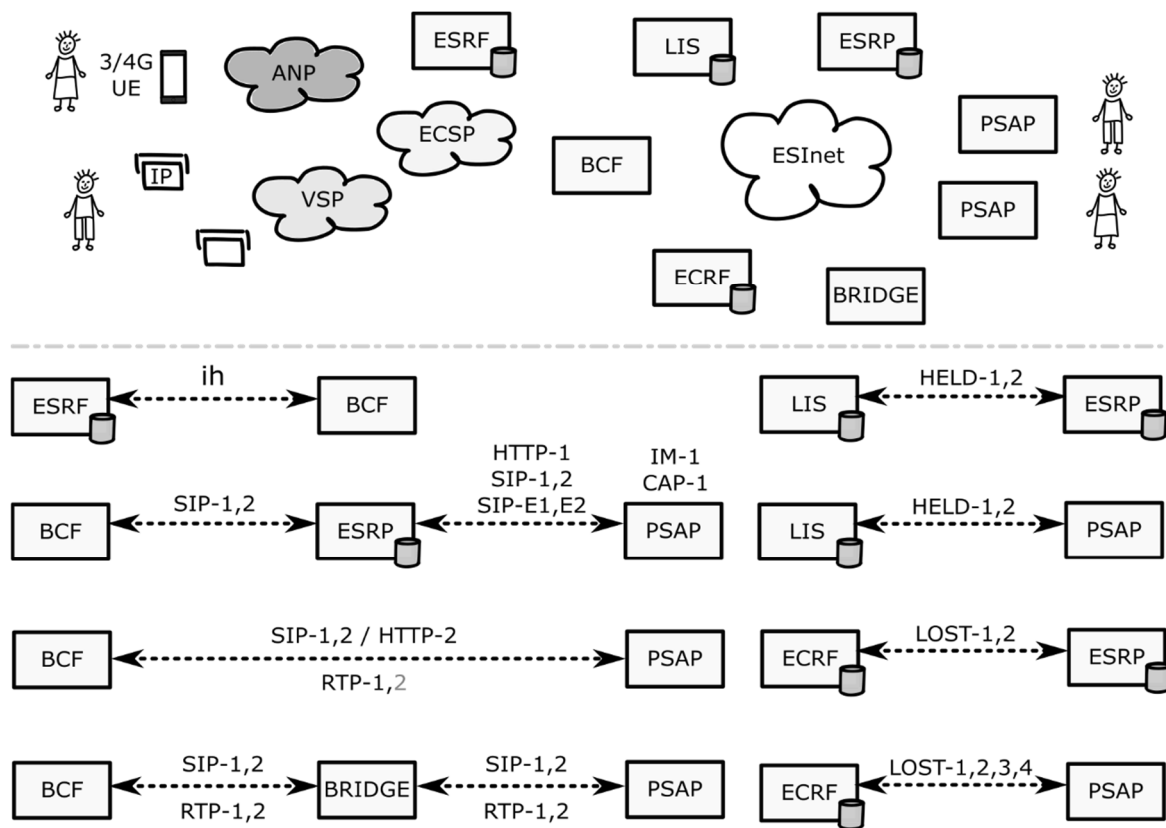 ESRF
LIS
ESRP
3/4G
UE
ANP
ECSP
BCF
ESInet
PSAP
IP
VSP
PSAP
ECRF
BRIDGE
ESRF
ih
BCF
LIS
HELD-1,2
ESRP
BCF
SIP-1,2
ESRP
HTTP-1
SIP-1,2
SIP-E1,E2
IM-1
CAP-1
PSAP
LIS
HELD-1,2
PSAP
BCF
SIP-1,2 / HTTP-2
RTP-1,2
PSAP
ECRF
LOST-1,2
ESRP
BCF
SIP-1,2
RTP-1,2
BRIDGE
SIP-1,2
RTP-1,2
PSAP
ECRF
LOST-1,2,3,4
PSAP